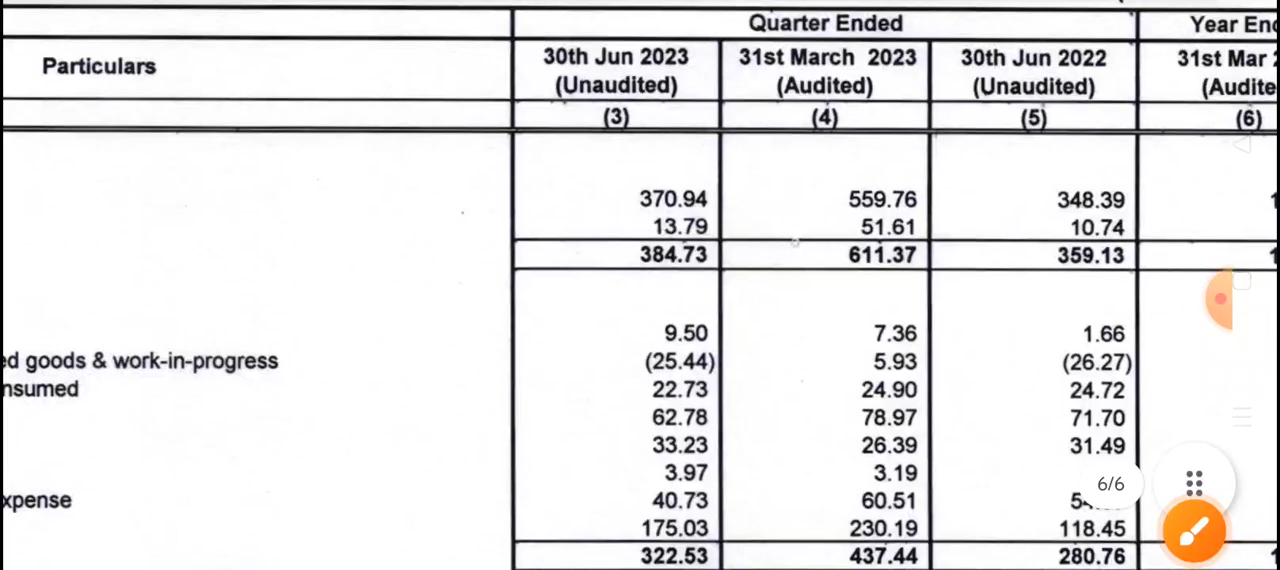 Quarter Ended
Particulars 30th Jun 2023 31st March 2023 30th Jun 2022 31st Mar
(Unaudited) (Audited) (Unaudited)
(3) (4) (5) (6)
370.94 559.76 348.39
13.79 51.61 10.74
384.73 611.37 359.13
9.50 7.36 1.66
ed goods & work-in-progress (25.44) 5.93 (26.27)
nsumed 22.73 24.90 24.72
62.78 78.97 71.70
33.23 26.39 31.49
3.97 3.19
6/6
xpense 40.73 60.51
175.03 230.19 118.45
322.53 437.44 280.76